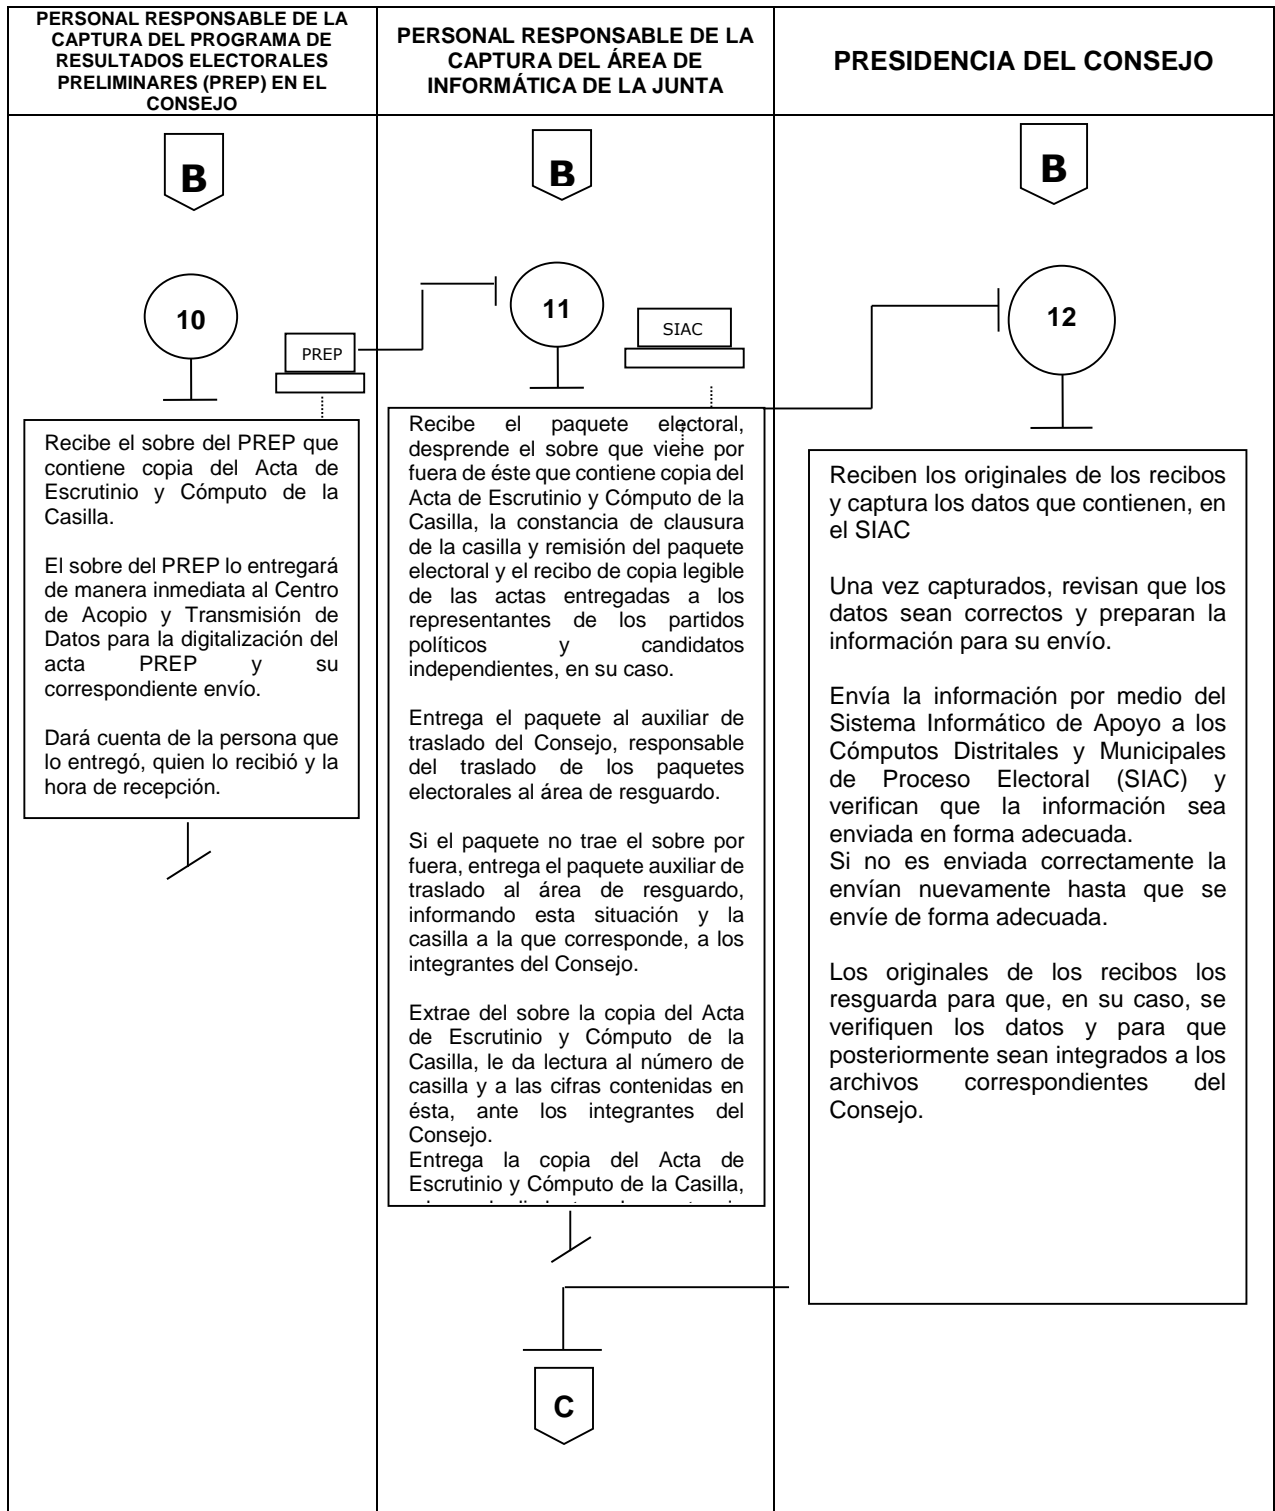 PERSONAL RESPONSABLE DE LA
CAPTURA DEL PROGRAMA DE
RESULTADOS ELECTORALES
PRELIMINARES (PREP) EN EL
CONSEJO
PERSONAL RESPONSABLE DE LA
CAPTURA DEL ÁREA DE
INFORMÁTICA DE LA JUNTA
PRESIDENCIA DEL CONSEJO
B
B
B
10
PREP
11
SIAC
12
Recibe el sobre del PREP que
contiene copia del Acta de
Escrutinio y Cómputo de la
Casilla.
El sobre del PREP lo entregará
de manera inmediata al Centro
de Acopio y Transmisión de
Datos para la digitalización del
acta PREP y su
correspondiente envío.
Dará cuenta de la persona que
lo entregó, quien lo recibió y la
hora de recepción.
Recibe el paquete electoral,
desprende el sobre que viene por
fuera de éste que contiene copia del
Acta de Escrutinio y Cómputo de la
Casilla, la constancia de clausura
de la casilla y remisión del paquete
electoral y el recibo de copia legible
de las actas entregadas a los
representantes de los partidos
políticos y candidatos
independientes, en su caso.
Entrega el paquete al auxiliar de
traslado del Consejo, responsable
del traslado de los paquetes
electorales al área de resguardo.
Si el paquete no trae el sobre por
fuera, entrega el paquete auxiliar de
traslado al área de resguardo,
informando esta situación y la
casilla a la que corresponde, a los
integrantes del Consejo.
Extrae del sobre la copia del Acta
de Escrutinio y Cómputo de la
Casilla, le da lectura al número de
casilla y a las cifras contenidas en
ésta, ante los integrantes del
Consejo.
Entrega la copia del Acta de
Escrutinio y Cómputo de la Casilla,
Reciben los originales de los recibos
y captura los datos que contienen, en
el SIAC
Una vez capturados, revisan que los
datos sean correctos y preparan la
información para su envío.
Envía la información por medio del
Sistema Informático de Apoyo a los
Cómputos Distritales y Municipales
de Proceso Electoral (SIAC) y
verifican que la información sea
enviada en forma adecuada.
Si no es enviada correctamente la
envían nuevamente hasta que se
envíe de forma adecuada.
Los originales de los recibos los
resguarda para que, en su caso, se
verifiquen los datos y para que
posteriormente sean integrados a los
archivos correspondientes del
Consejo.
C